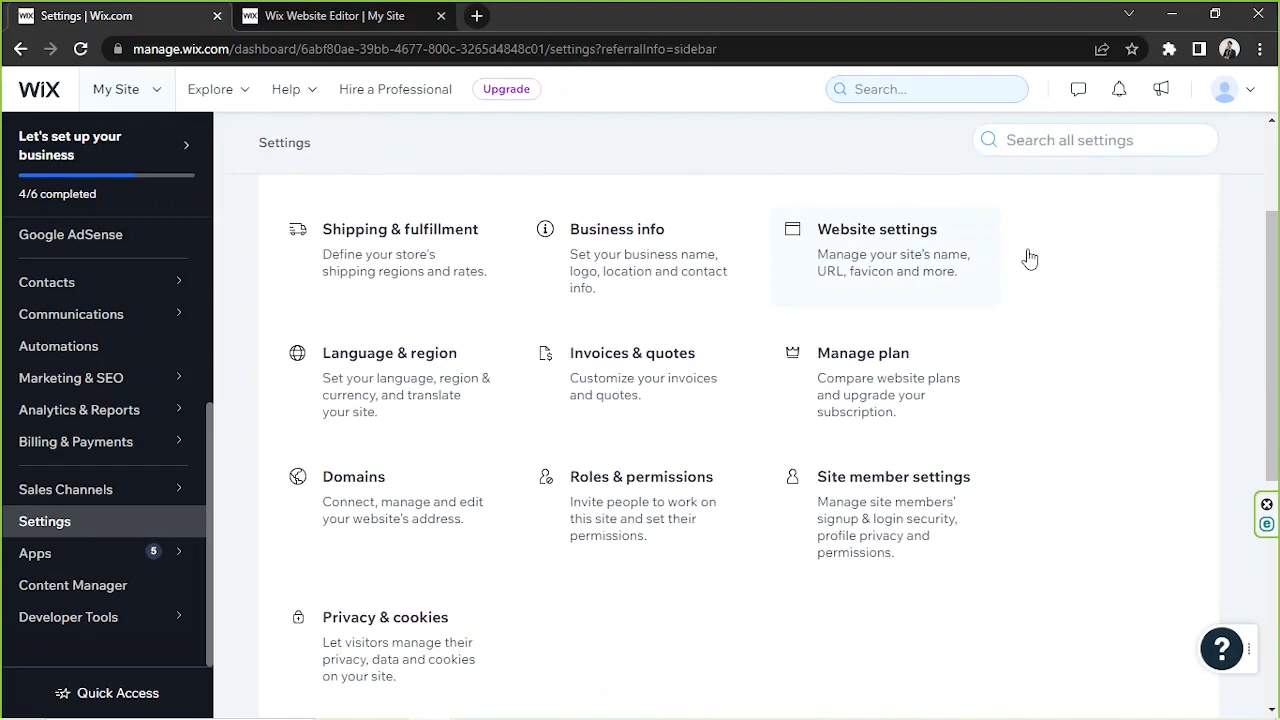 Settings | Wix.com
Wix Website Editor | My Site
manage.wix.com/dashboard/6abf80ae-39bb-4677-800c-3265d4848c01/settings?referralInfo=sidebar
WiX
My Site
Explore
Help
Hire a Professional
Upgrade
Search...
Let's set up your
business
4/6 completed
Google AdSense
Contacts
Communications
Automations
Marketing & SEO
Analytics & Reports
Billing & Payments
Sales Channels
Settings
Apps
5
Content Manager
Developer Tools
Quick Access
Settings
Search all settings
Shipping & fulfillment
Define your store's
shipping regions and rates.
Business info
Set your business name,
logo, location and contact
info.
Website settings
Manage your site's name,
URL, favicon and more.
Language & region
Set your language, region &
currency, and translate
your site.
Invoices & quotes
Customize your invoices
and quotes.
Manage plan
Compare website plans
and upgrade your
subscription.
Domains
Connect, manage and edit
your website's address.
Roles & permissions
Invite people to work on
this site and set their
permissions.
Site member settings
Manage site members'
signup & login security,
profile privacy and
permissions.
Privacy & cookies
Let visitors manage their
privacy, data and cookies
on your site.
?